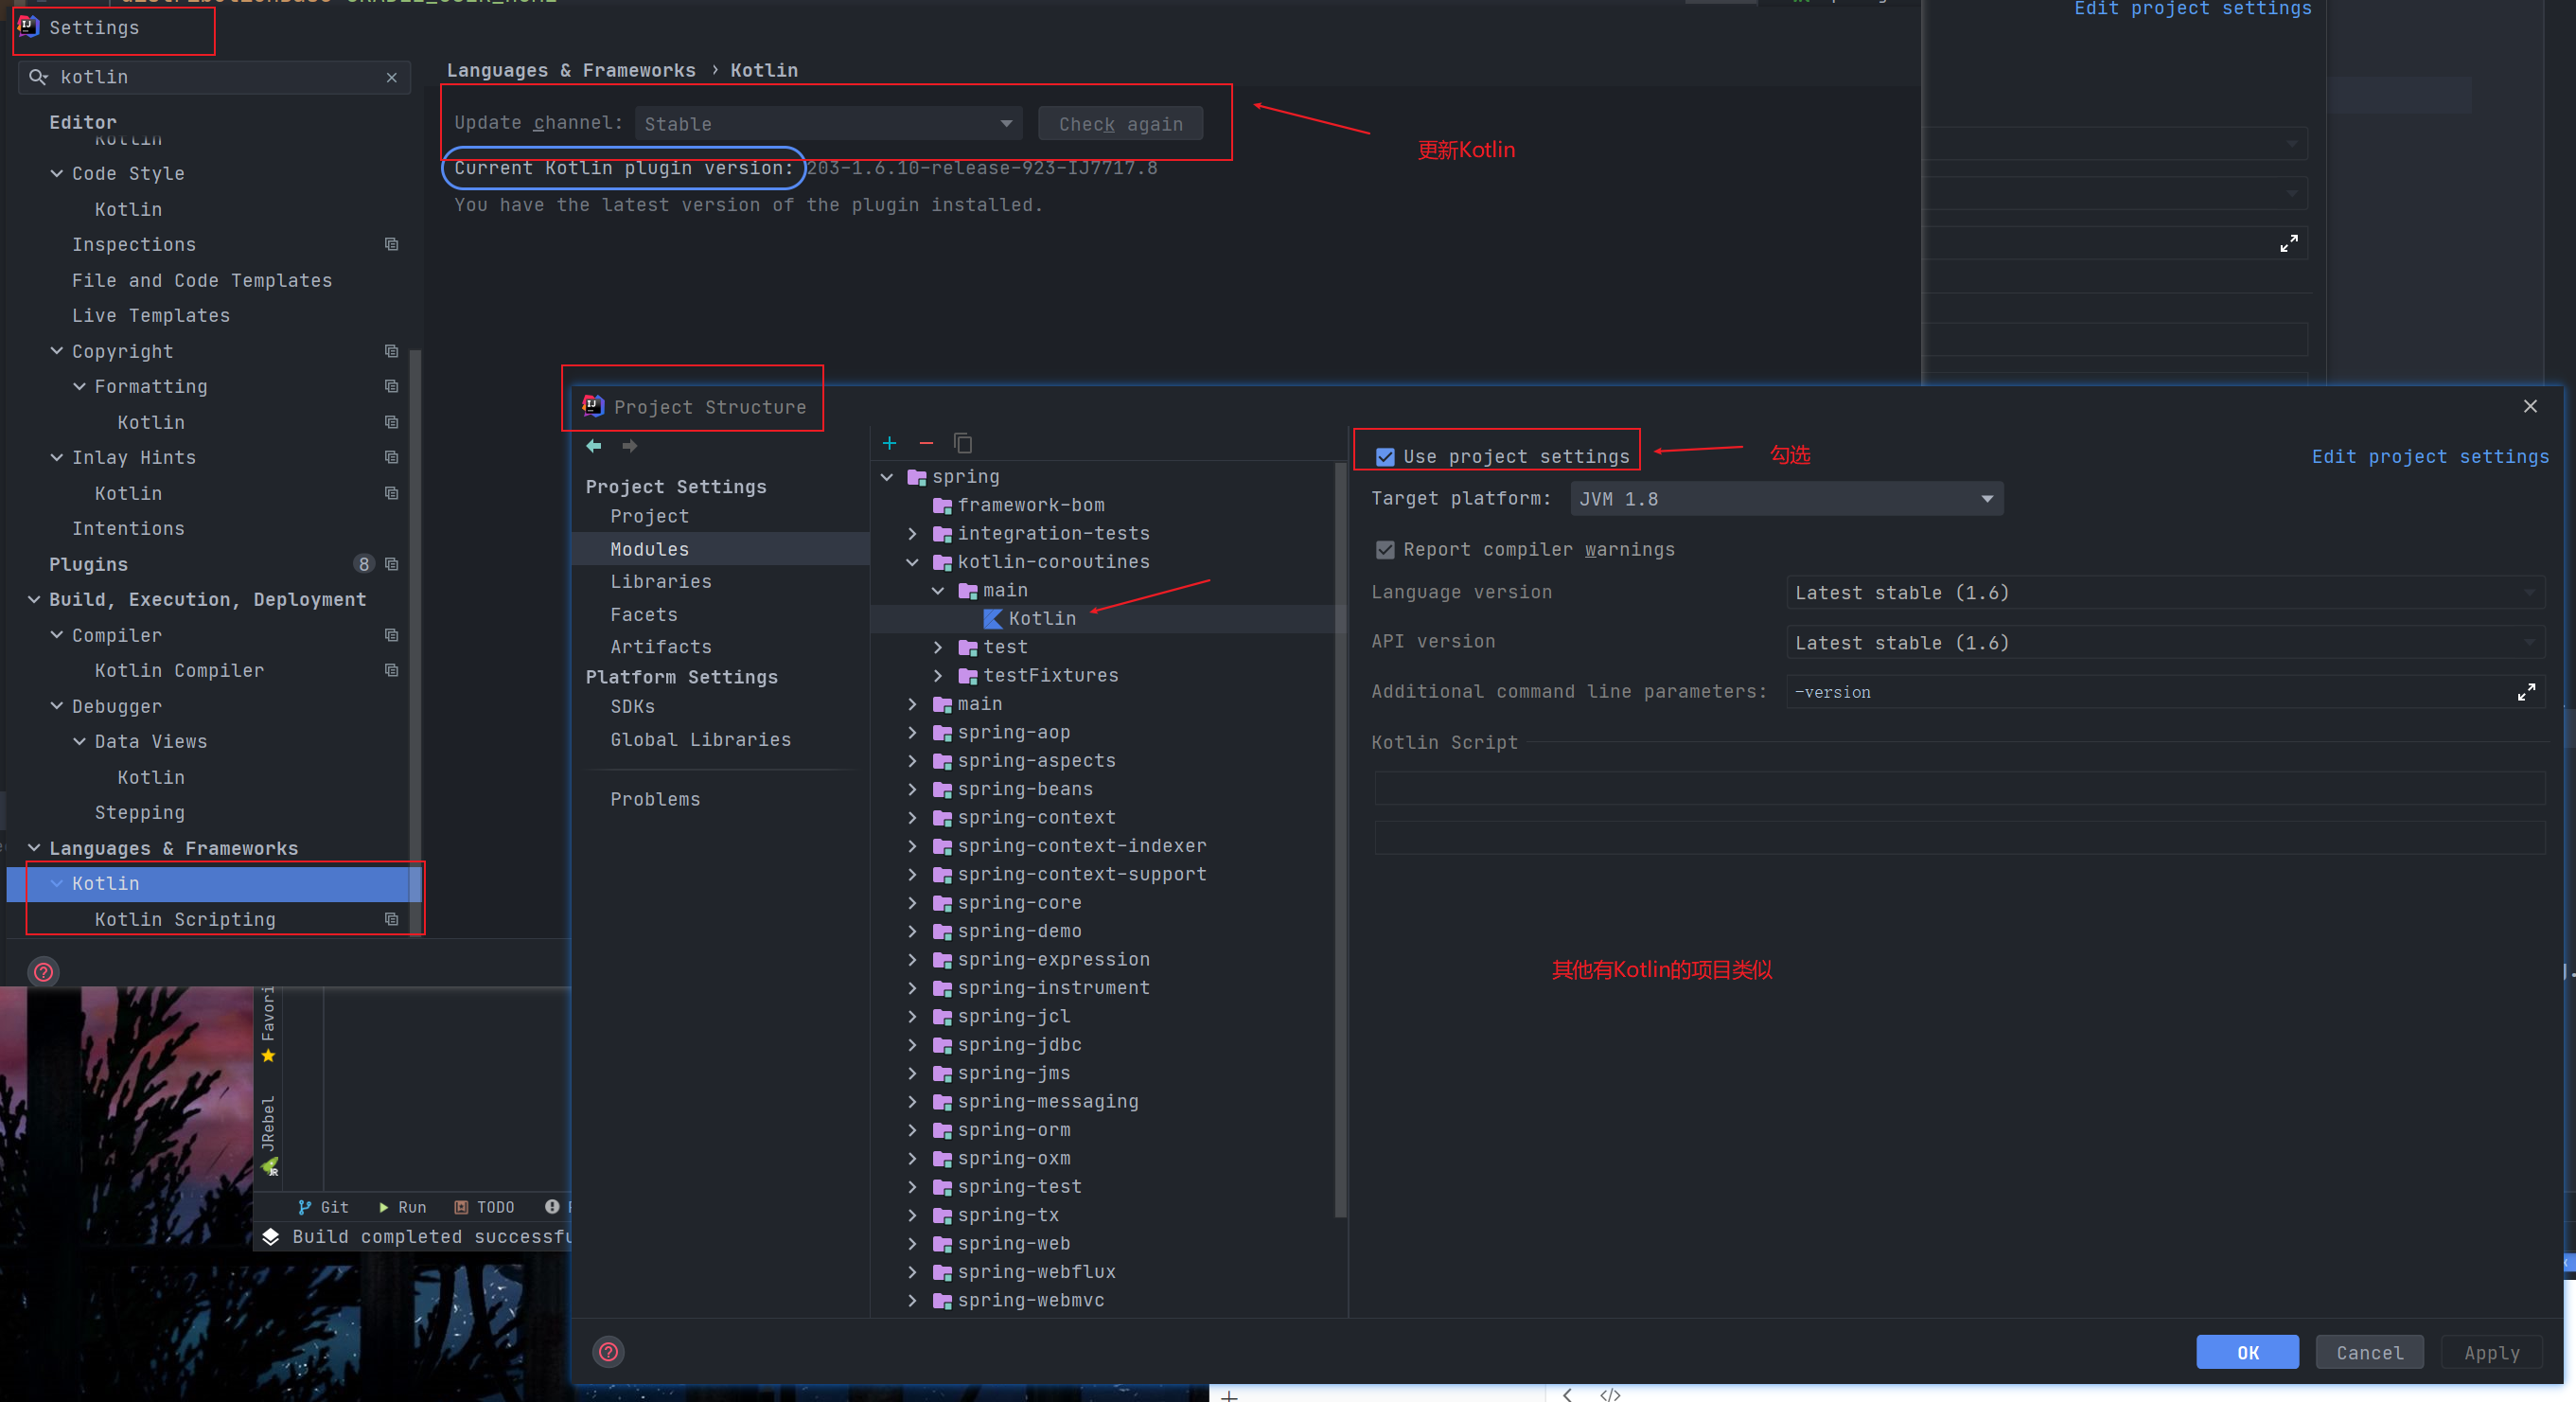 Settings
Edit project settings
kotlin
Languages & Frameworks › Kotlin
Editor
Kotlin
Update channel:
Stable
Check again
更新Kotlin
Current Kotlin plugin version: 203-1.6.10-release-923-IJ7717.8
You have the latest version of the plugin installed.
Code Style
Kotlin
Inspections
File and Code Templates
Live Templates
Copyright
Formatting
Kotlin
Inlay Hints
Kotlin
Intentions
Plugins
8
Build, Execution, Deployment
Compiler
Kotlin Compiler
Debugger
Data Views
Kotlin
Stepping
Languages & Frameworks
Kotlin
Kotlin Scripting
Project Structure
Project Settings
Project
Modules
Libraries
Facets
Artifacts
Platform Settings
SDKs
Global Libraries
Problems
spring
framework-bom
integration-tests
kotlin-coroutines
main
Kotlin
test
testFixtures
main
spring-aop
spring-aspects
spring-beans
spring-context
spring-context-indexer
spring-context-support
spring-core
spring-demo
spring-expression
spring-instrument
spring-jcl
spring-jdbc
spring-jms
spring-messaging
spring-orm
spring-oxm
spring-test
spring-tx
spring-web
spring-webflux
spring-webmvc
Use project settings
勾选
Edit project settings
Target platform:
JVM 1.8
Report compiler warnings
Language version
Latest stable (1.6)
API version
Latest stable (1.6)
Additional command line parameters:
-version
Kotlin Script
其他有Kotlin的项目类似
Favori
JRebel
Git
Run
TODO
Build completed successfu
OK
Cancel
Apply